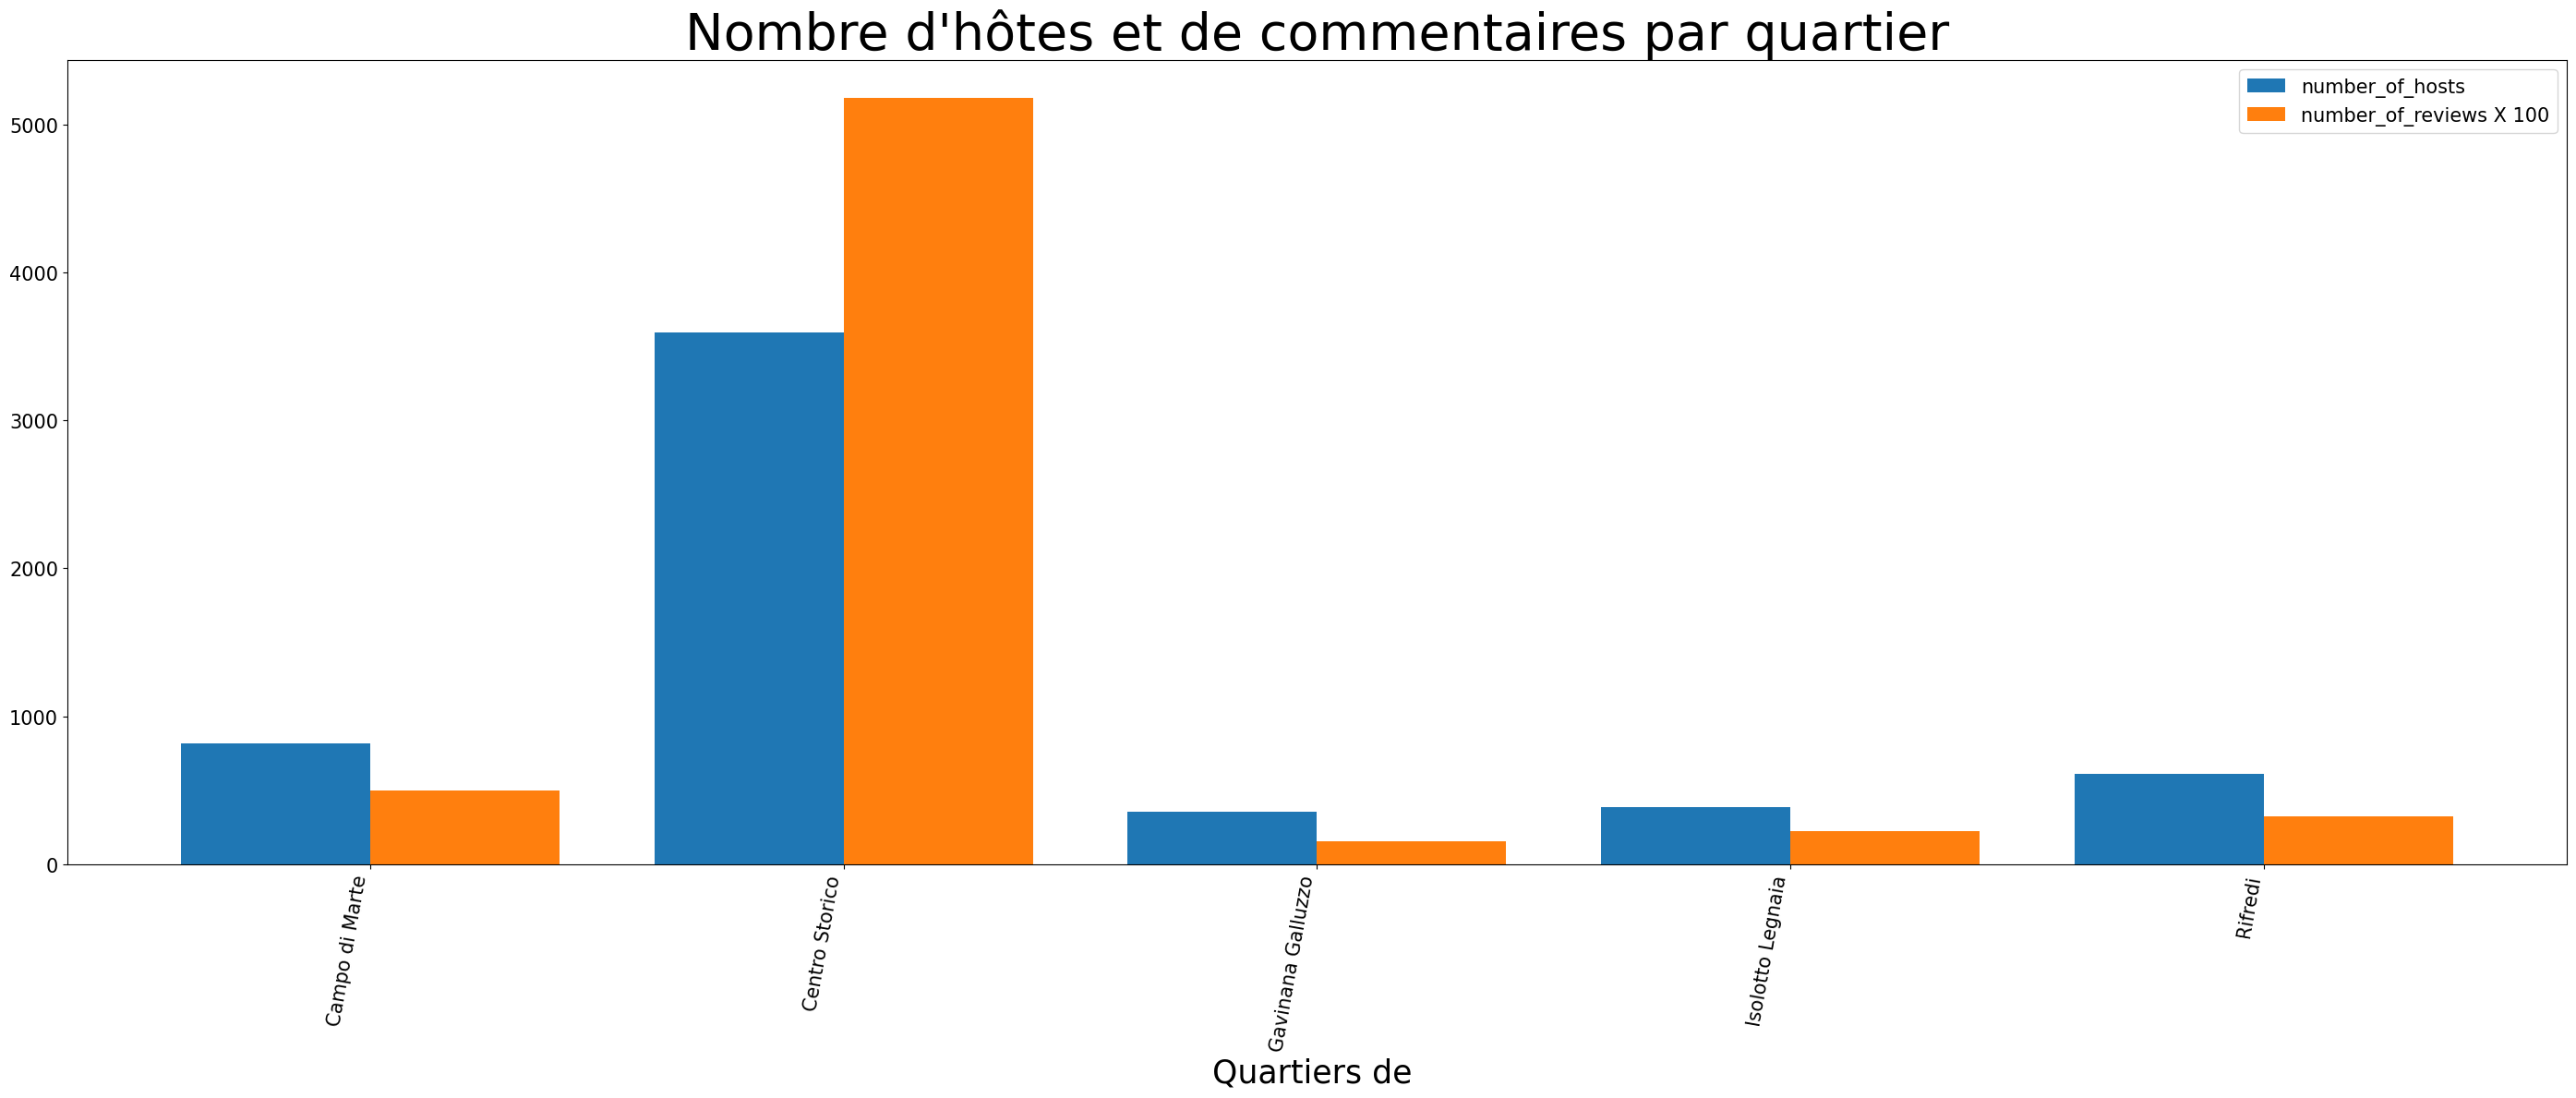 Nombre d'hôtes et de commentaires par quartier
number_of_hosts
number_of_reviews X 100
5000
4000
3000
2000
1000
0
Campo di Marte
Centro Storico
Gavinana Galluzzo
Isolotto Legnaia
Rifredi
Quartiers de